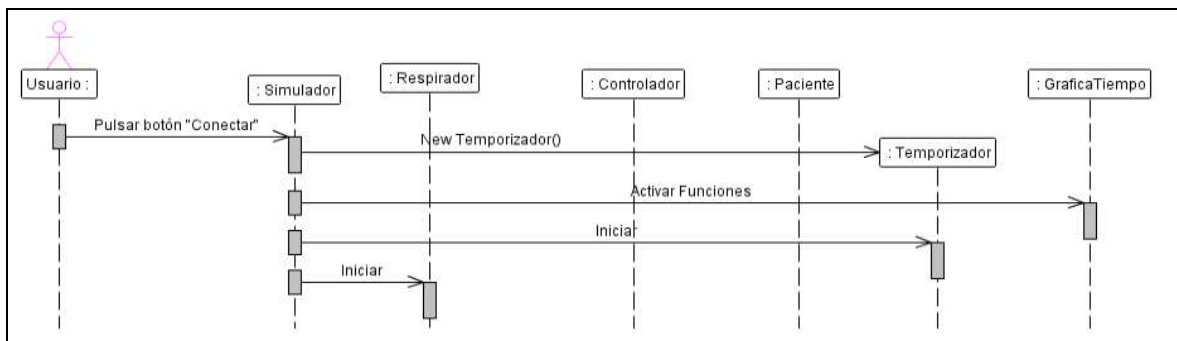 Usuario :
: Simulador
: Respirador
: Controlador
: Paciente
: GraficaTiempo
Pulsar botón "Conectar"
New Temporizador()
: Temporizador
Activar Funciones
Iniciar
Iniciar